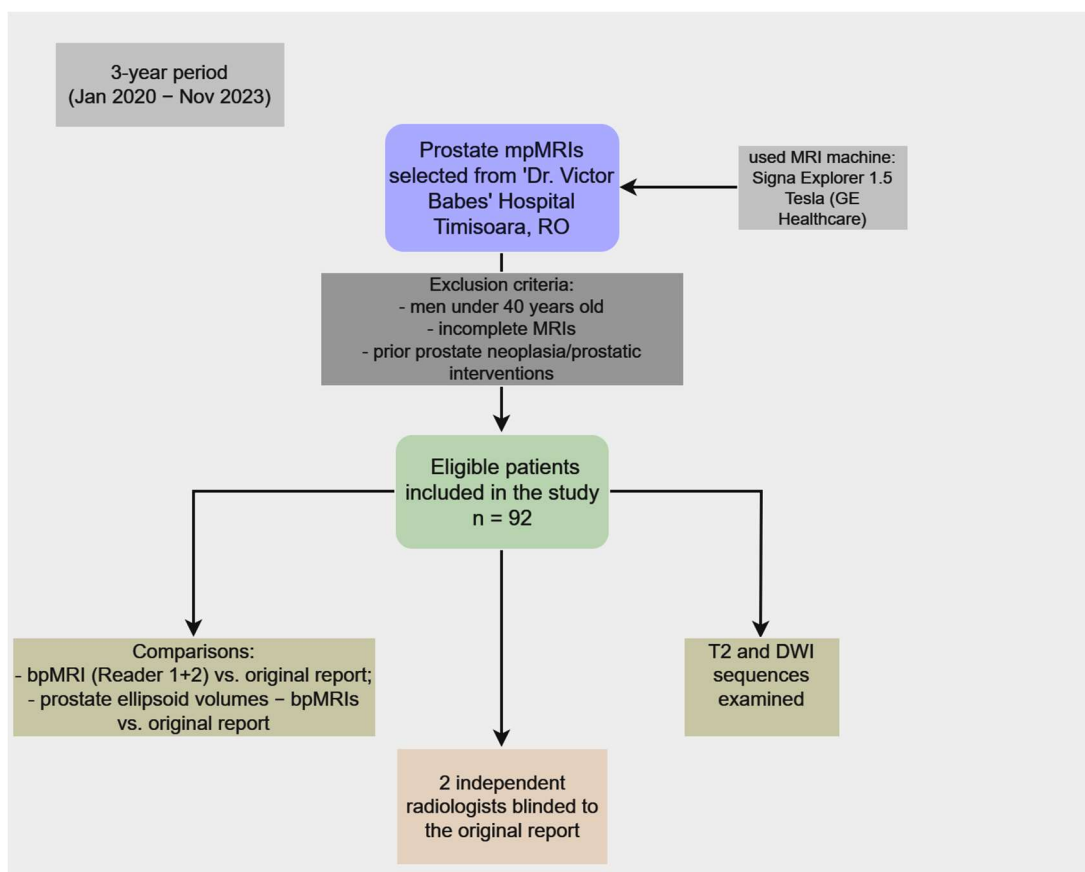 3-year period
(Jan 2020 − Nov 2023)
Prostate mpMRIs
selected from 'Dr. Victor
Babes' Hospital
Timisoara, RO
used MRI machine:
Signa Explorer 1.5
Tesla (GE
Healthcare)
Exclusion criteria:
- men under 40 years old
- incomplete MRIs
- prior prostate neoplasia/prostatic
interventions
Eligible patients
included in the study
n = 92
Comparisons:
- bpMRI (Reader 1+2) vs. original report;
- prostate ellipsoid volumes − bpMRIs
vs. original report
T2 and DWI
sequences
examined
2 independent
radiologists blinded to
the original report